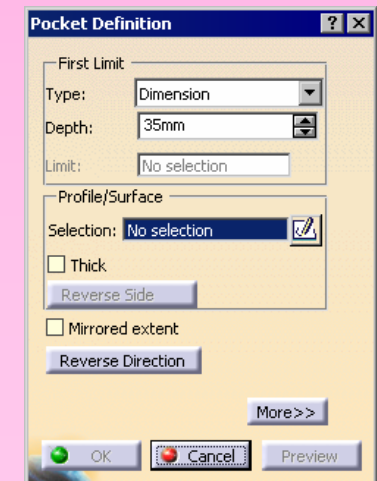 Pocket Definition
First Limit
Type: Dimension
Depth: 35mm
Limit: No selection
Profile/Surface
Selection: No selection
Thick
Reverse Side
Mirrored extent
Reverse Direction
More>>
OK Cancel Preview